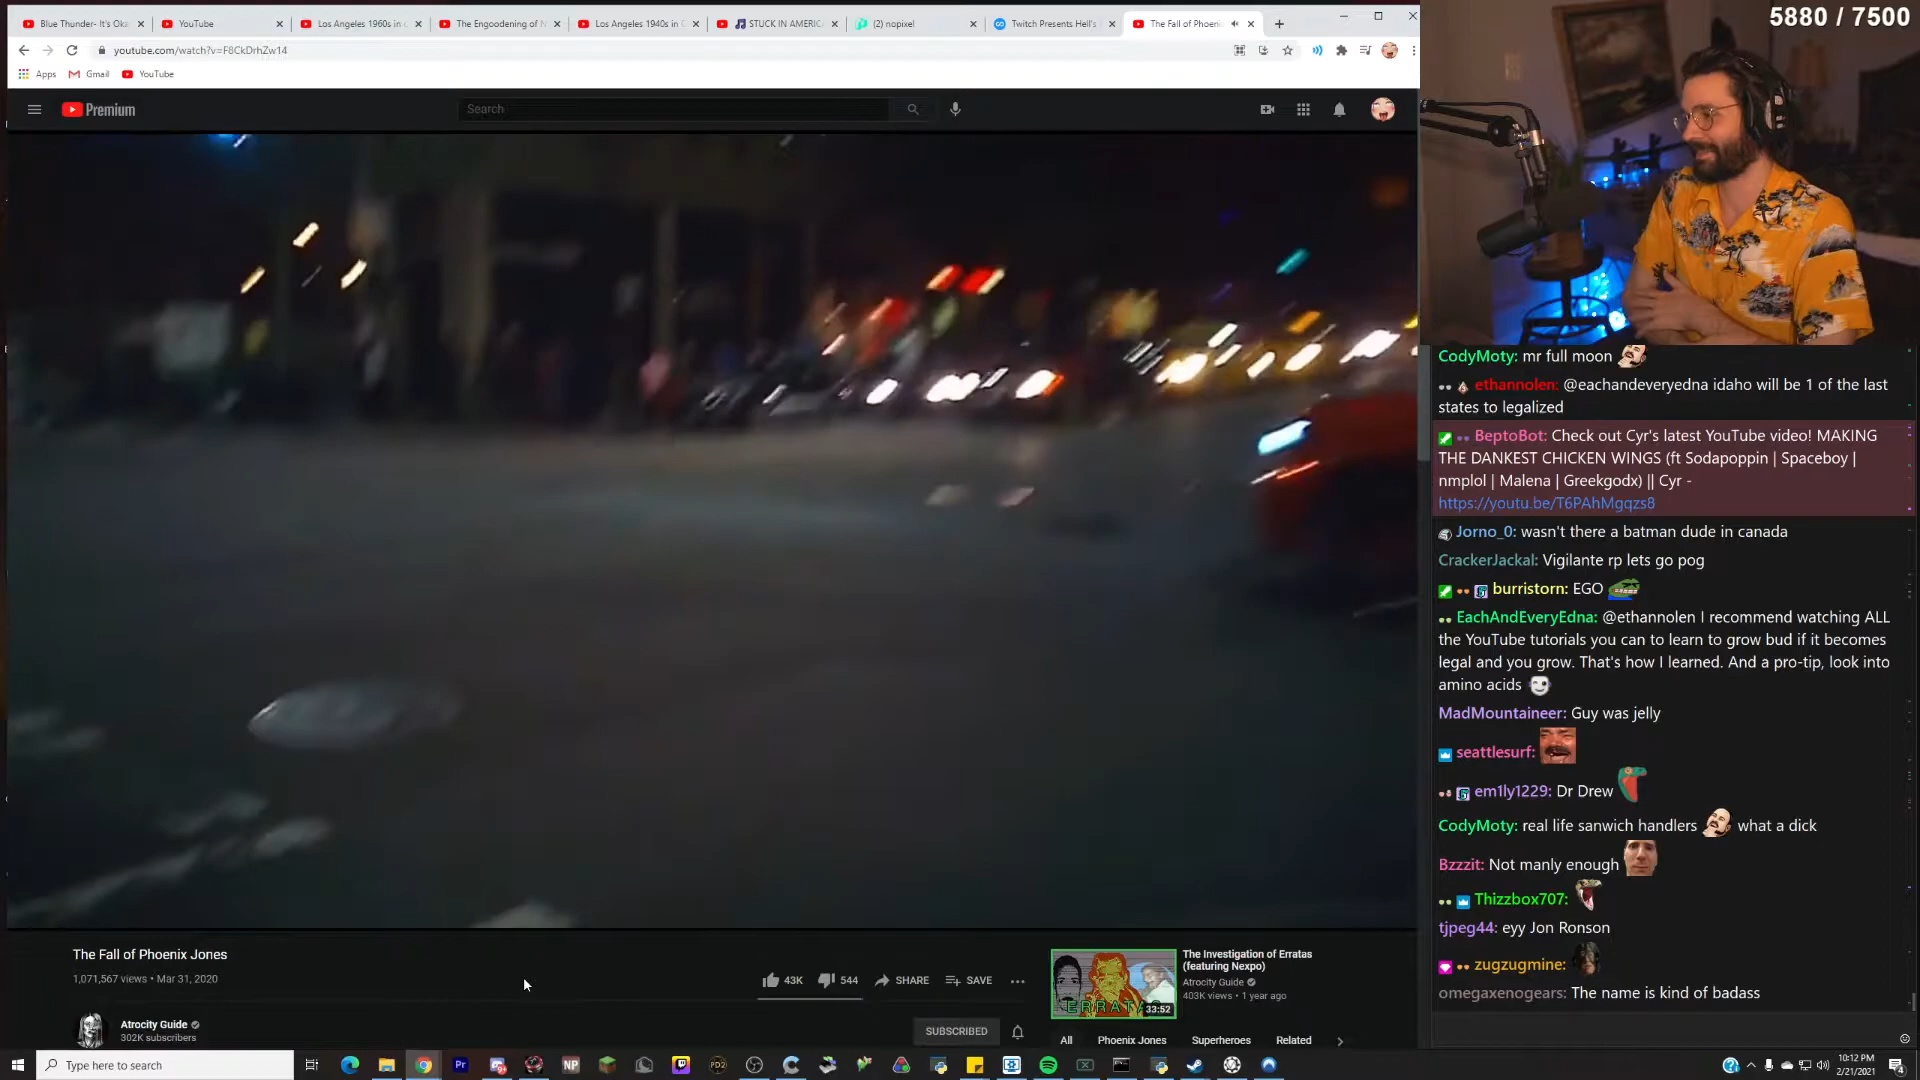 Blue Thunder- It's Oka
YouTube
Los Angeles 1960s in c
The Engoodening of N
Los Angeles 1940s in C
🎵 STUCK IN AMERIC
(2) nopixel
Twitch Presents Hell's
The Fall of Phoeni
youtube.com/watch?v=F8CkDrhZw14
Apps
Gmail
YouTube
Premium
Search
5880 / 7500
CodyMoty: mr full moon
ethannolen: @eachandeveryedna idaho will be 1 of the last
states to legalized
BeptoBot: Check out Cyr's latest YouTube video! MAKING
THE DANKEST CHICKEN WINGS (ft Sodapoppin | Spaceboy |
nmplol | Malena | Greekgodx) || Cyr -
https://youtu.be/T6PAhMgqzs8
Jorno_0: wasn't there a batman dude in canada
CrackerJackal: Vigilante rp lets go pog
burristorn: EGO
EachAndEveryEdna: @ethannolen I recommend watching ALL
the YouTube tutorials you can to learn to grow bud if it becomes
legal and you grow. That's how I learned. And a pro-tip, look into
amino acids
MadMountaineer: Guy was jelly
seattlesurf:
em1ly1229: Dr Drew
CodyMoty: real life sanwich handlers what a dick
Bzzzit: Not manly enough
Thizzbox707:
tjpeg44: eyy Jon Ronson
zugzugmine:
omegaxenogears: The name is kind of badass
The Fall of Phoenix Jones
1,071,567 views • Mar 31, 2020
43K
544
SHARE
SAVE
Atrocity Guide
302K subscribers
SUBSCRIBED
ERRATAS
33:52
The Investigation of Erratas
(featuring Nexpo)
Atrocity Guide
403K views • 1 year ago
All
Phoenix Jones
Superheroes
Related
Type here to search
Pr
NP
PD2
10:12 PM
2/21/2021